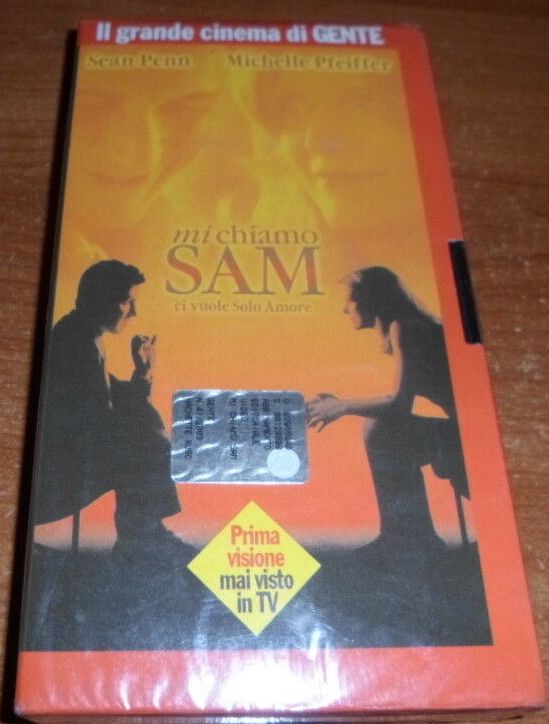 Il grande cinema di GENTE
Sean Penn Michelle Pfeiffer
mi chiamo
SAM
ci vuole Solo Amore
Prima
visione
mai visto
in TV